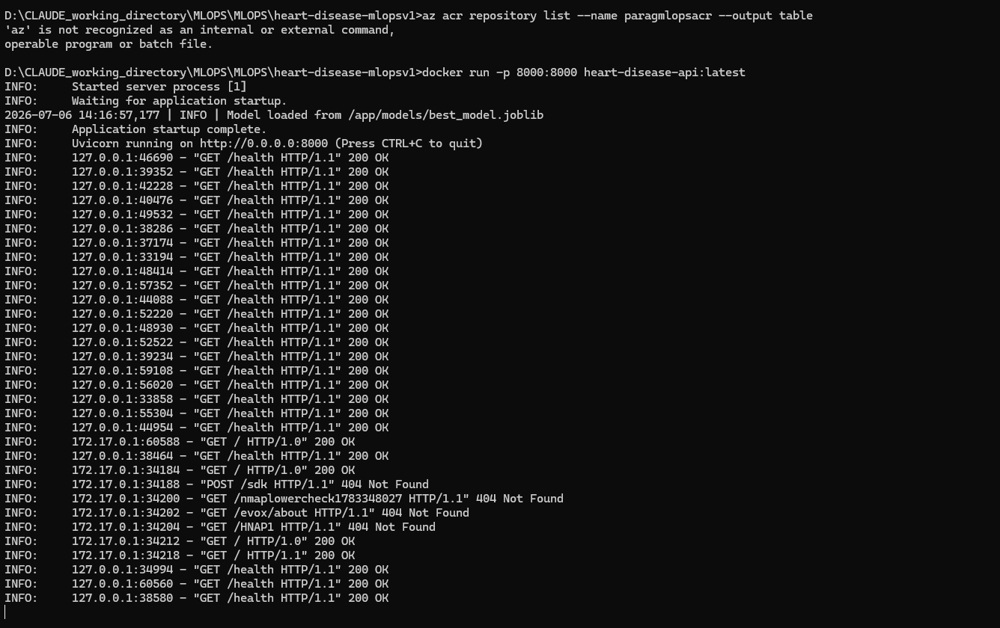 D:\CLAUDE_working_directory\MLOPS\MLOPS\heart-disease-mlopsv1>az acr repository list --name paragmlopsacr --output table
'az' is not recognized as an internal or external command,
operable program or batch file.
D:\CLAUDE_working_directory\MLOPS\MLOPS\heart-disease-mlopsv1>docker run -p 8000:8000 heart-disease-api:latest
INFO:     Started server process [1]
INFO:     Waiting for application startup.
2026-07-06 14:16:57,177 | INFO | Model loaded from /app/models/best_model.joblib
INFO:     Application startup complete.
INFO:     Uvicorn running on http://0.0.0.0:8000 (Press CTRL+C to quit)
INFO:     127.0.0.1:46690 - "GET /health HTTP/1.1" 200 OK
INFO:     127.0.0.1:39352 - "GET /health HTTP/1.1" 200 OK
INFO:     127.0.0.1:42228 - "GET /health HTTP/1.1" 200 OK
INFO:     127.0.0.1:40476 - "GET /health HTTP/1.1" 200 OK
INFO:     127.0.0.1:49532 - "GET /health HTTP/1.1" 200 OK
INFO:     127.0.0.1:38286 - "GET /health HTTP/1.1" 200 OK
INFO:     127.0.0.1:37174 - "GET /health HTTP/1.1" 200 OK
INFO:     127.0.0.1:33194 - "GET /health HTTP/1.1" 200 OK
INFO:     127.0.0.1:48414 - "GET /health HTTP/1.1" 200 OK
INFO:     127.0.0.1:57352 - "GET /health HTTP/1.1" 200 OK
INFO:     127.0.0.1:44088 - "GET /health HTTP/1.1" 200 OK
INFO:     127.0.0.1:52220 - "GET /health HTTP/1.1" 200 OK
INFO:     127.0.0.1:48930 - "GET /health HTTP/1.1" 200 OK
INFO:     127.0.0.1:52522 - "GET /health HTTP/1.1" 200 OK
INFO:     127.0.0.1:39234 - "GET /health HTTP/1.1" 200 OK
INFO:     127.0.0.1:59108 - "GET /health HTTP/1.1" 200 OK
INFO:     127.0.0.1:56020 - "GET /health HTTP/1.1" 200 OK
INFO:     127.0.0.1:33858 - "GET /health HTTP/1.1" 200 OK
INFO:     127.0.0.1:55304 - "GET /health HTTP/1.1" 200 OK
INFO:     127.0.0.1:44954 - "GET /health HTTP/1.1" 200 OK
INFO:     172.17.0.1:60588 - "GET / HTTP/1.0" 200 OK
INFO:     127.0.0.1:38464 - "GET /health HTTP/1.1" 200 OK
INFO:     172.17.0.1:34184 - "GET / HTTP/1.0" 200 OK
INFO:     172.17.0.1:34188 - "POST /sdk HTTP/1.1" 404 Not Found
INFO:     172.17.0.1:34200 - "GET /nmaplowercheck1783348027 HTTP/1.1" 404 Not Found
INFO:     172.17.0.1:34202 - "GET /evox/about HTTP/1.1" 404 Not Found
INFO:     172.17.0.1:34204 - "GET /HNAP1 HTTP/1.1" 404 Not Found
INFO:     172.17.0.1:34212 - "GET / HTTP/1.0" 200 OK
INFO:     172.17.0.1:34218 - "GET / HTTP/1.1" 200 OK
INFO:     127.0.0.1:34994 - "GET /health HTTP/1.1" 200 OK
INFO:     127.0.0.1:60560 - "GET /health HTTP/1.1" 200 OK
INFO:     127.0.0.1:38580 - "GET /health HTTP/1.1" 200 OK